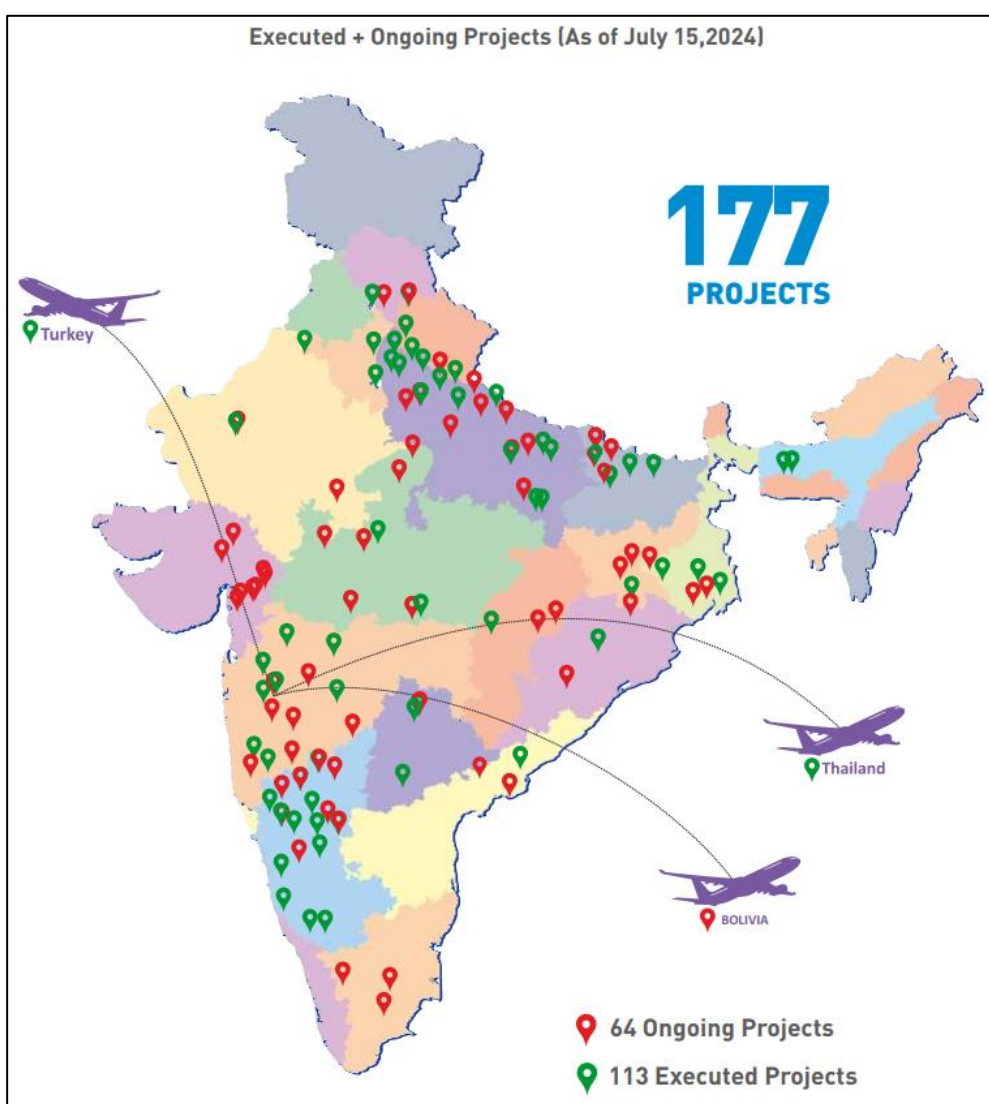 Executed + Ongoing Projects (As of July 15,2024)
177
PROJECTS
Turkey
Thailand
BOLIVIA
64 Ongoing Projects
113 Executed Projects